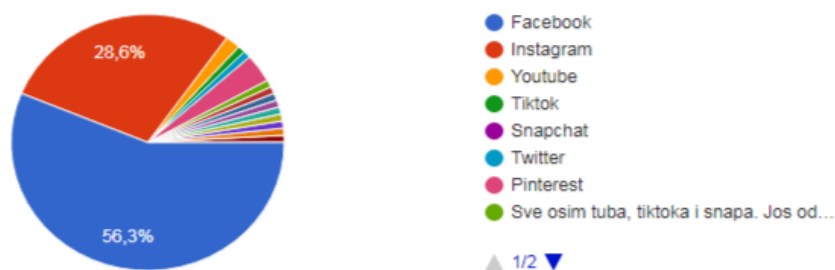 28,6%
56,3%
Facebook
Instagram
Youtube
Tiktok
Snapchat
Twitter
Pinterest
Sve osim tuba, tiktoka i snapa. Jos od...
1/2